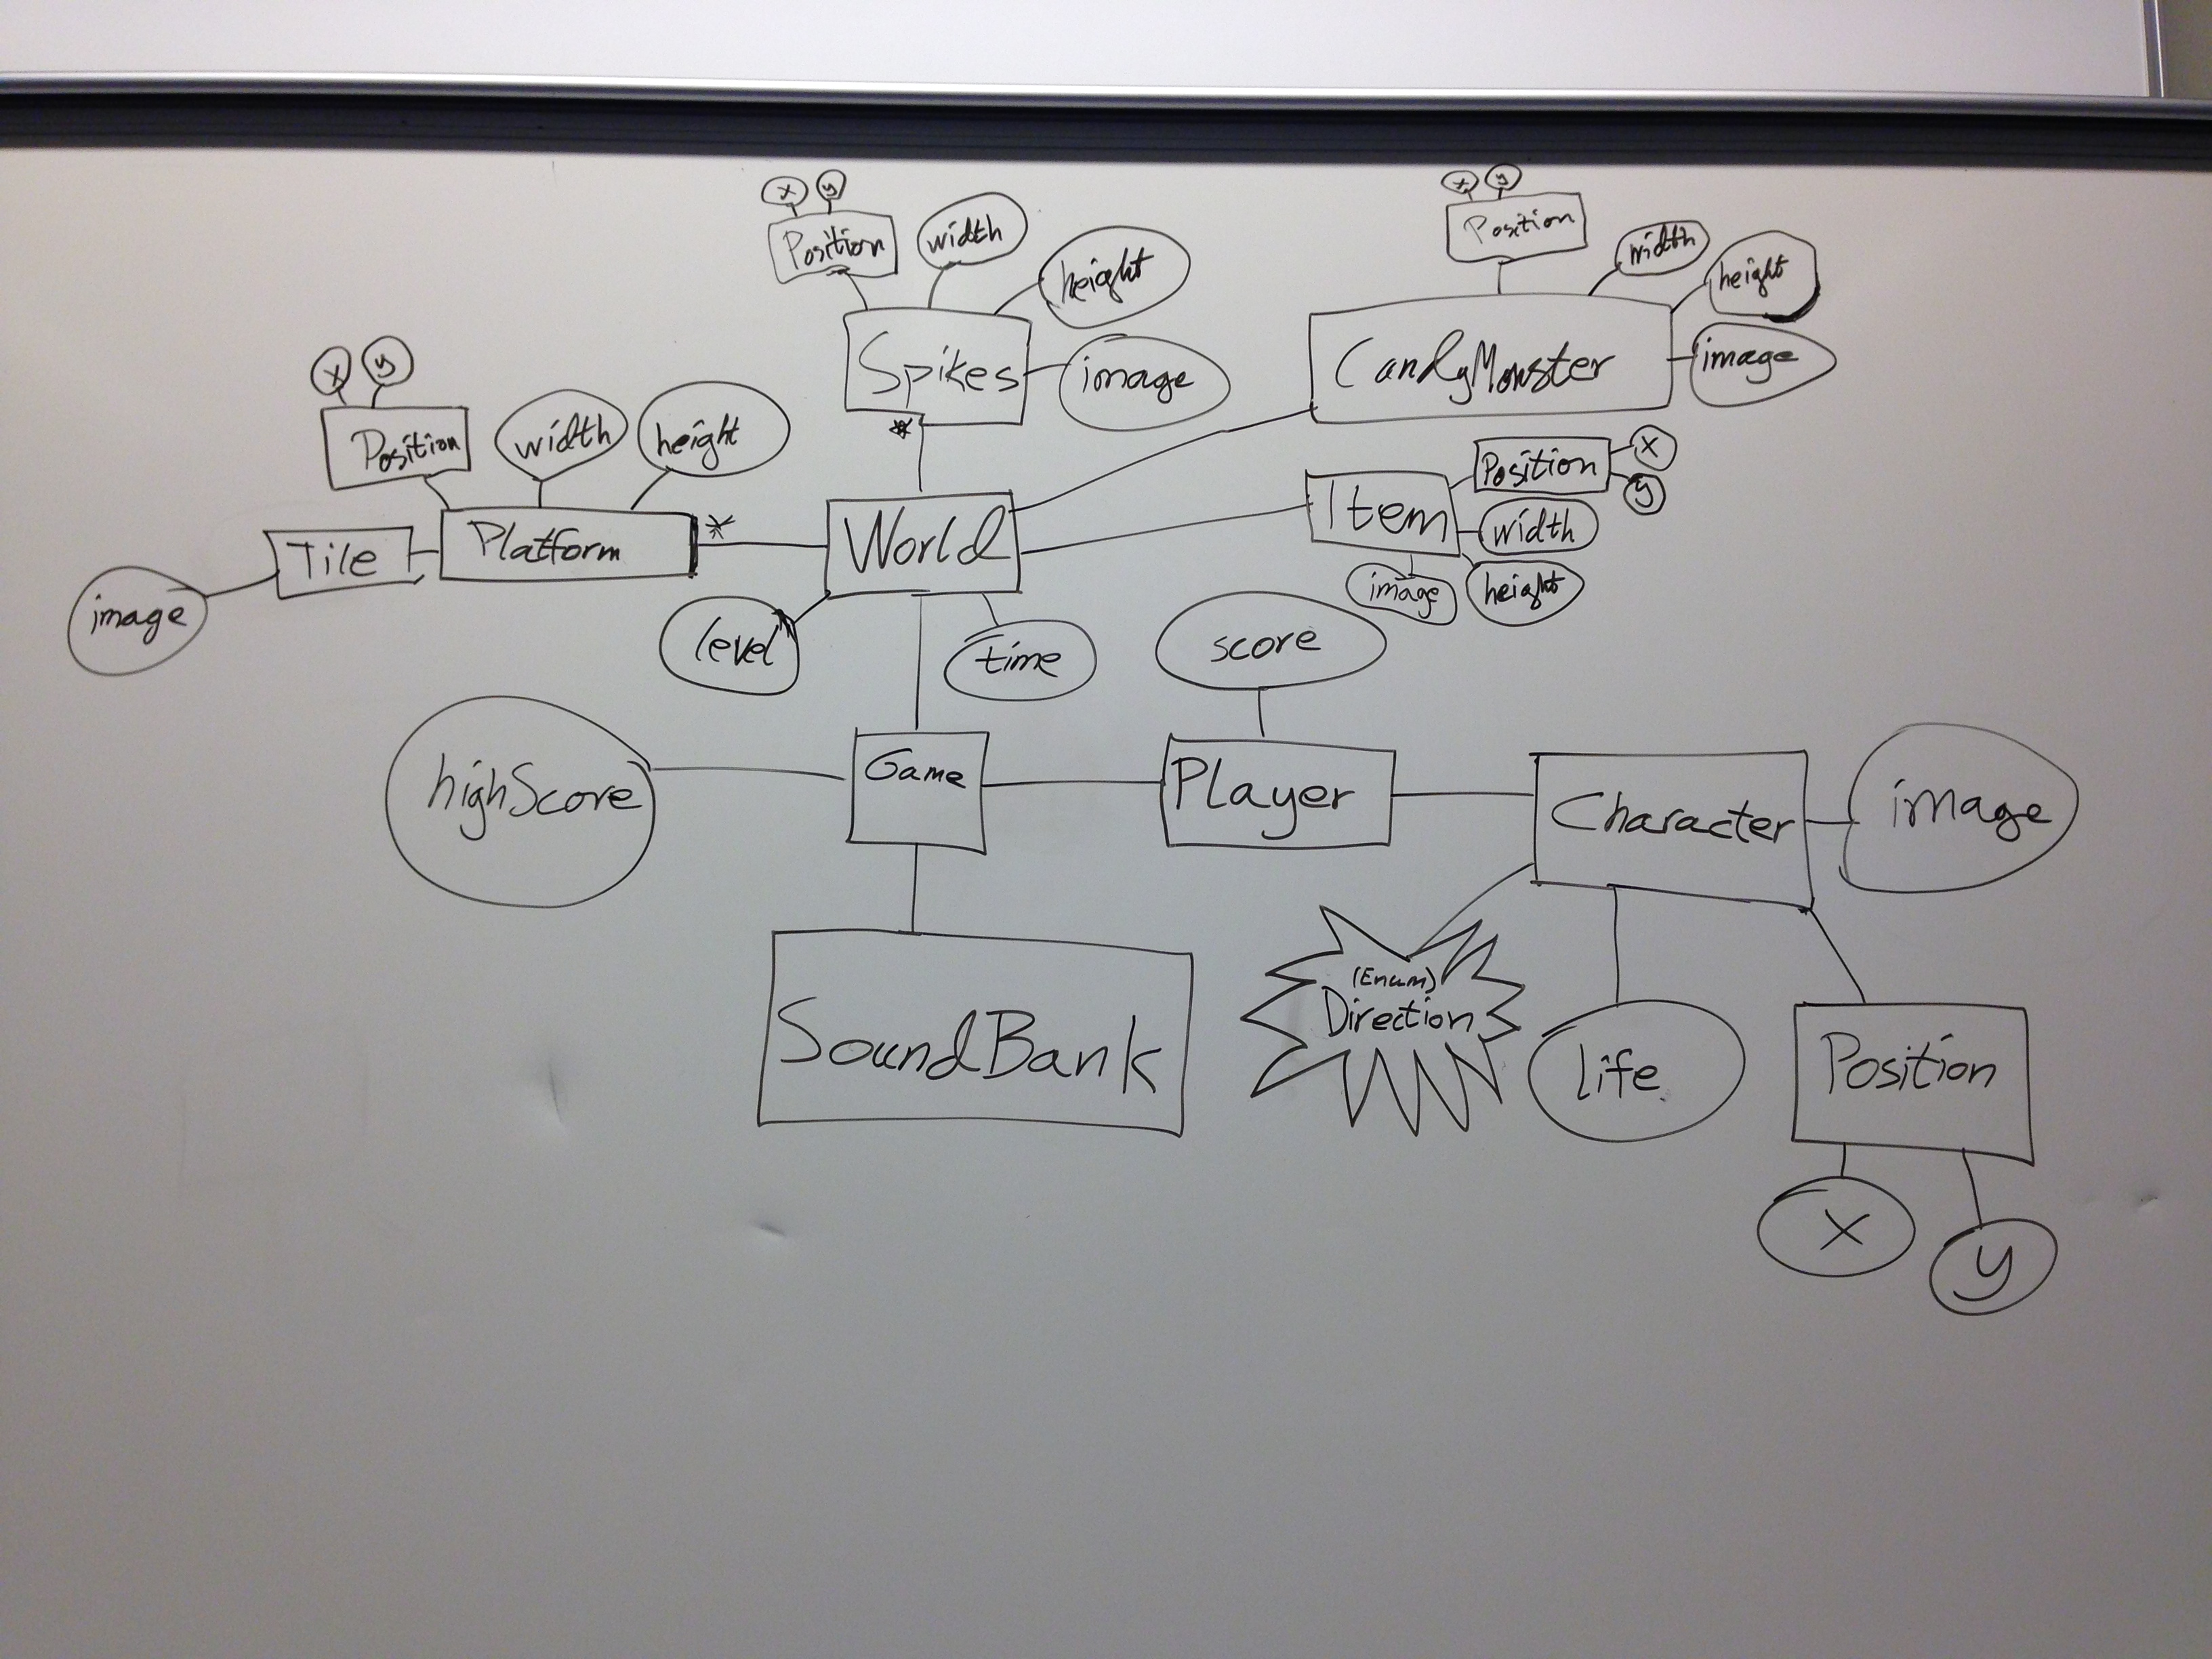 x
y
Position
width
height
Spikes
image
*
x
y
Position
width
height
CandyMonster
image
x
y
Position
width
height
Tile
Platform
*
image
World
level
time
Item
Position
x
y
width
height
image
score
highScore
Game
Player
Character
image
SoundBank
(Enum)
Direction
life
Position
x
y